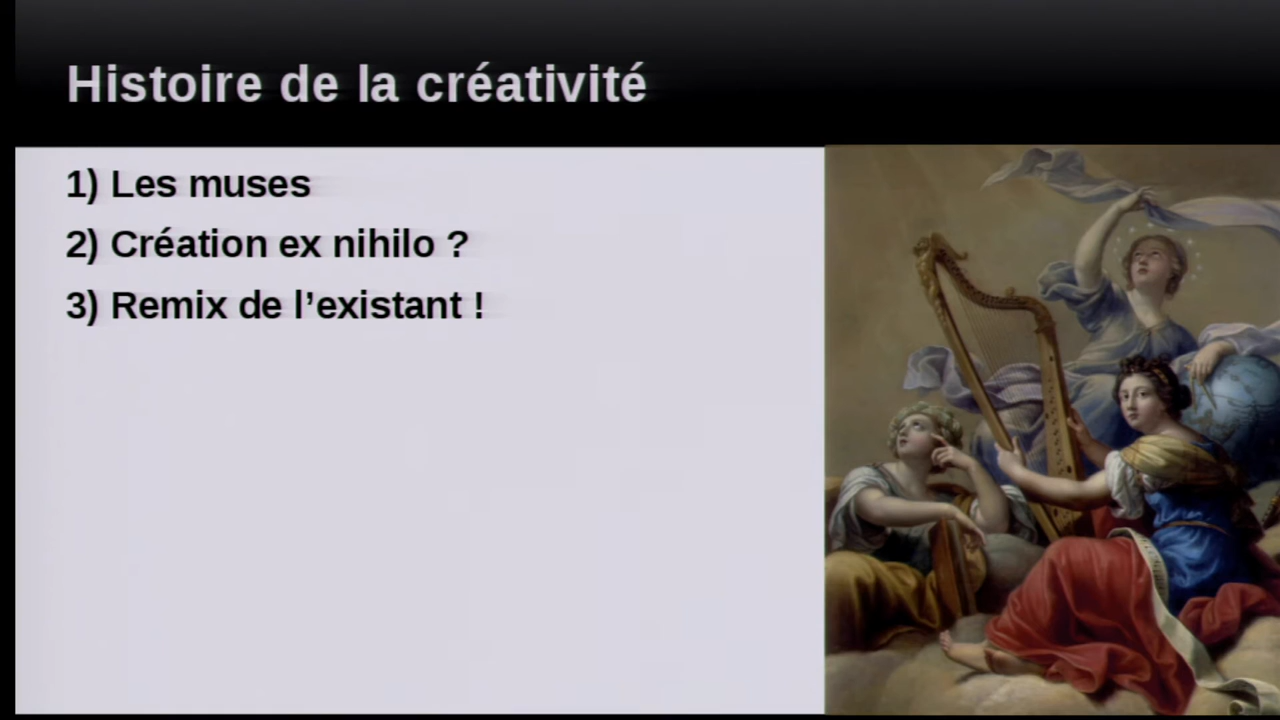 Histoire de la créativité
1) Les muses
2) Création ex nihilo ?
3) Remix de l’existant !